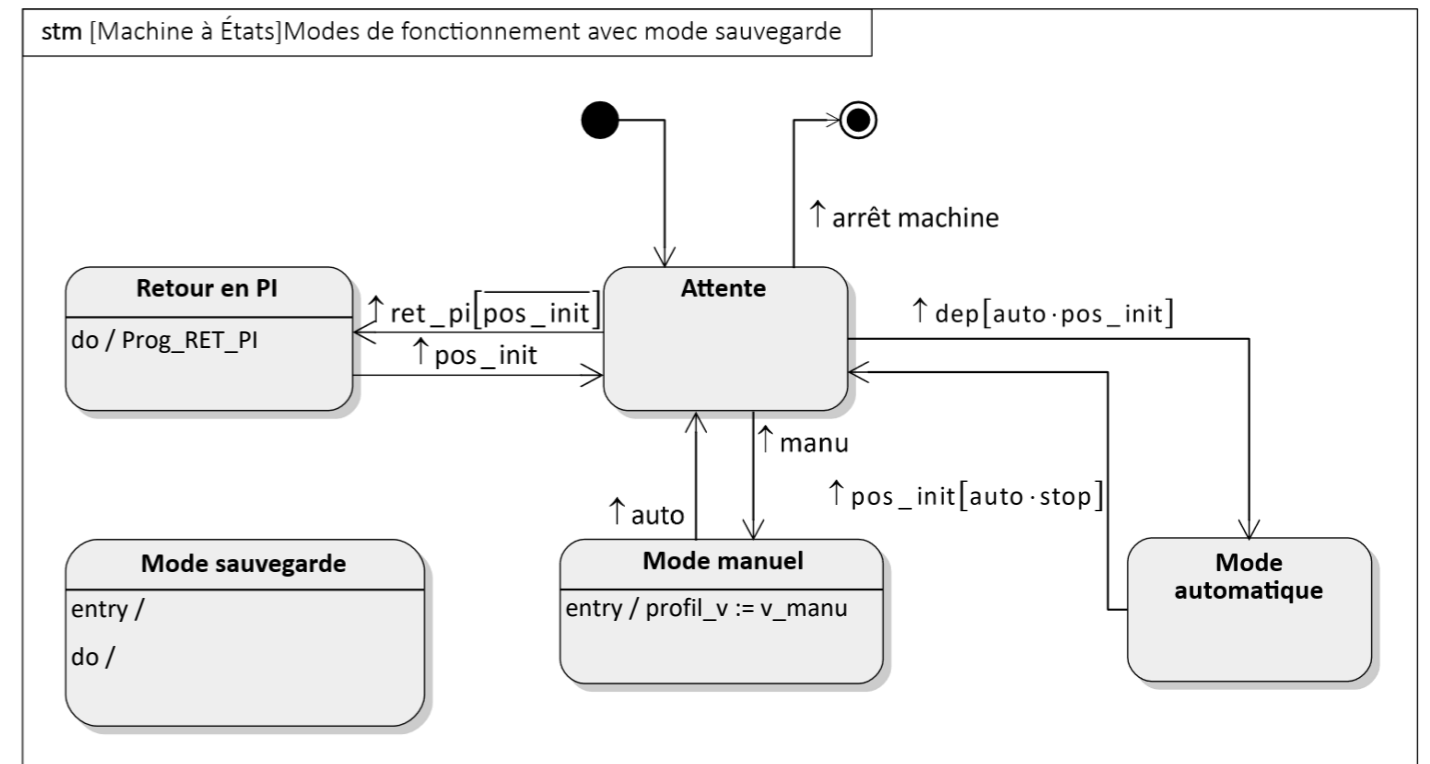 stm [Machine à États]Modes de fonctionnement avec mode sauvegarde
↑ arrêt machine
Retour en PI
do / Prog_RET_PI
↑ ret_pi[p̅o̅s̅_̅i̅n̅i̅t̅]
↑ pos_init
Attente
↑ dep[auto·pos_init]
↑ manu
↑ pos_init[auto·stop]
↑ auto
Mode sauvegarde
entry /
do /
Mode manuel
entry / profil_v := v_manu
Mode
automatique